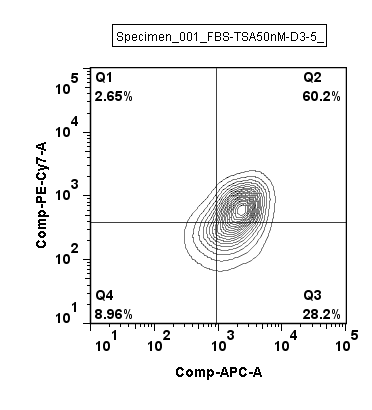 Specimen_001_FBS-TSA50nM-D3-5_
Q1
2.65%
Q2
60.2%
Q4
8.96%
Q3
28.2%
10^5
10^4
10^3
10^2
10^1
Comp-PE-Cy7-A
10^1 10^2 10^3 10^4 10^5
Comp-APC-A